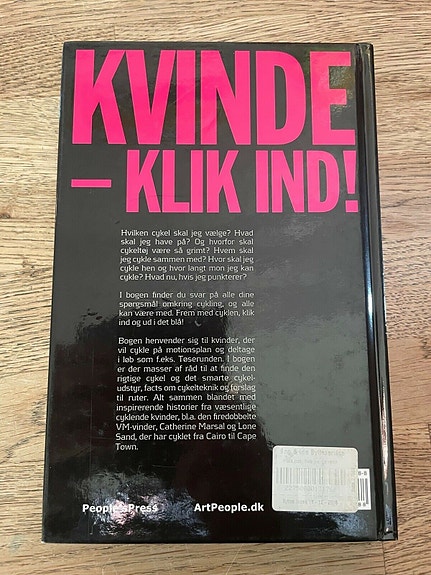 KVINDE
– KLIK IND!
Hvilken cykel skal jeg vælge? Hvad
skal jeg have på? Og hvorfor skal
cykeltøj være så grimt? Hvem skal
jeg cykle sammen med? Hvor skal jeg
cykle hen og hvor langt mon jeg kan
cykle? Hvad nu, hvis jeg punkterer?
I bogen finder du svar på alle dine
spørgsmål omkring cykling, og alle
kan være med. Frem med cyklen, klik
ind og ud i det blå!
Bogen henvender sig til kvinder, der
vil cykle på motionsplan og deltage
i løb som f.eks. Tøserunden. I bogen
er der masser af råd til at finde den
rigtige cykel og det smarte cykel-
udstyr, facts om cykelteknik og forslag
til ruter. Alt sammen blandet med
inspirerende historier fra væsentlige
cyklende kvinder, bl.a. den firedobbelte
VM-vinder, Catherine Marsal og Lone
Sand, der har cyklet fra Cairo til Cape
Town.
People'sPress ArtPeople.dk